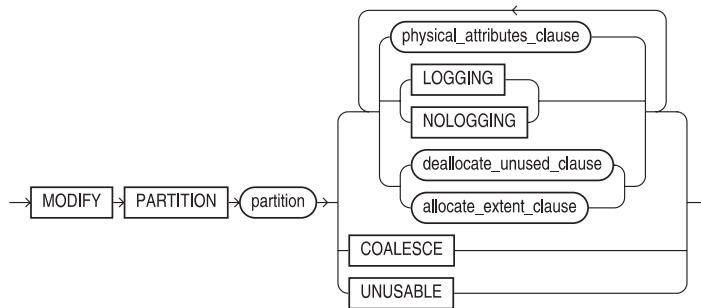 physical_attributes_clause
LOGGING
NOLOGGING
deallocate_unused_clause
MODIFY PARTITION partition
allocate_extent_clause
COALESCE
UNUSABLE